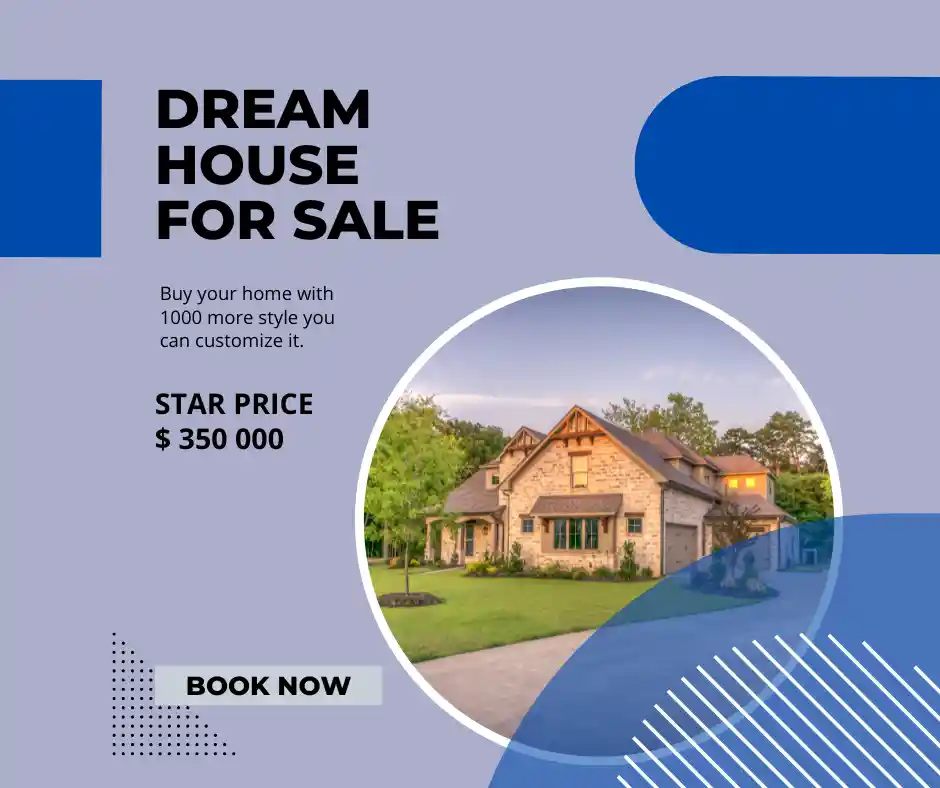 DREAM
HOUSE
FOR SALE
Buy your home with
1000 more style you
can customize it.
STAR PRICE
$ 350 000
BOOK NOW